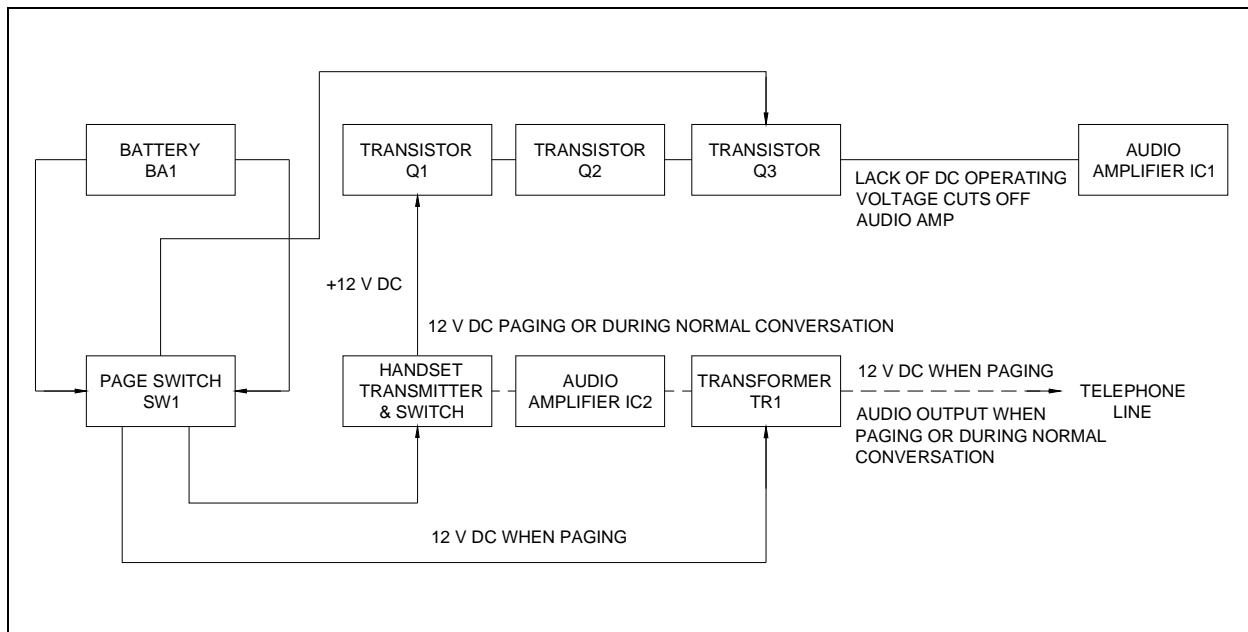 BATTERY
BA1
TRANSISTOR
Q1
TRANSISTOR
Q2
TRANSISTOR
Q3
AUDIO
AMPLIFIER IC1
LACK OF DC OPERATING
VOLTAGE CUTS OFF
AUDIO AMP
+12 V DC
12 V DC PAGING OR DURING NORMAL CONVERSATION
PAGE SWITCH
SW1
HANDSET
TRANSMITTER
& SWITCH
AUDIO
AMPLIFIER IC2
TRANSFORMER
TR1
12 V DC WHEN PAGING
TELEPHONE
LINE
AUDIO OUTPUT WHEN
PAGING OR DURING NORMAL
CONVERSATION
12 V DC WHEN PAGING